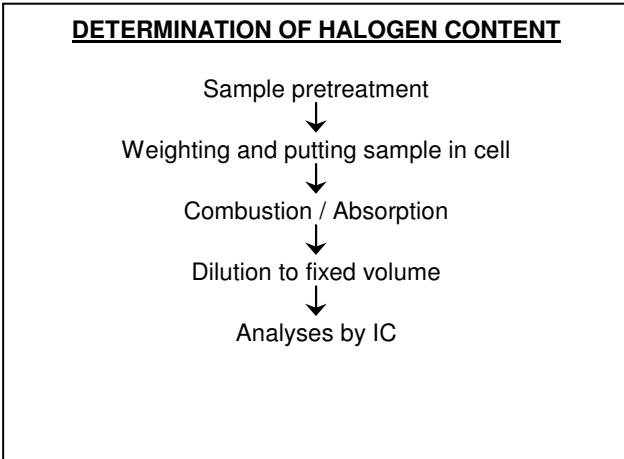 DETERMINATION OF HALOGEN CONTENT
Sample pretreatment
Weighting and putting sample in cell
Combustion / Absorption
Dilution to fixed volume
Analyses by IC